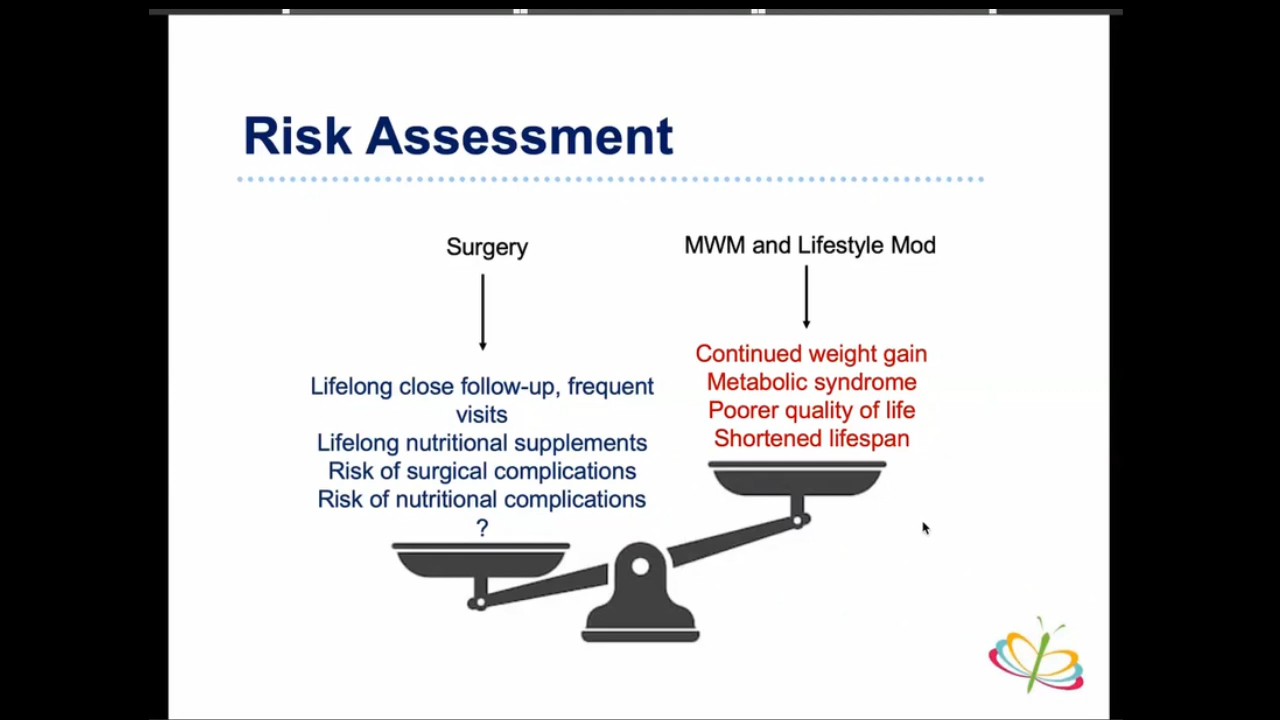 Risk Assessment
Surgery
MWM and Lifestyle Mod
Lifelong close follow-up, frequent
visits
Lifelong nutritional supplements
Risk of surgical complications
Risk of nutritional complications
?
Continued weight gain
Metabolic syndrome
Poorer quality of life
Shortened lifespan